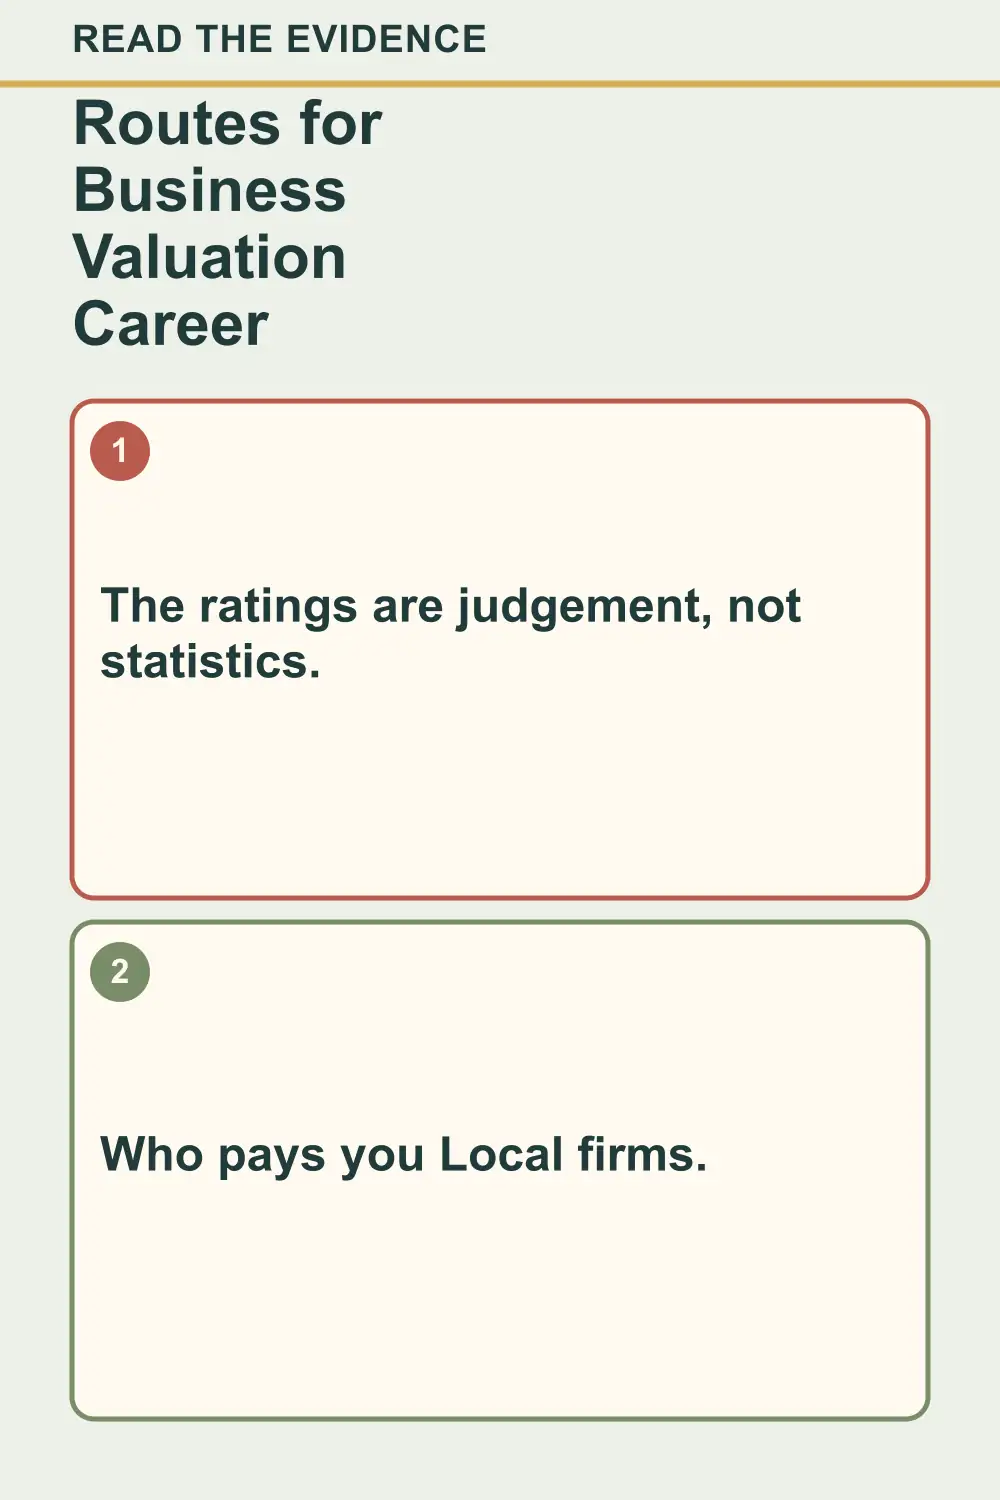 READ THE EVIDENCE
Routes for
Business
Valuation
Career
1
The ratings are judgement, not
statistics.
2
Who pays you Local firms.